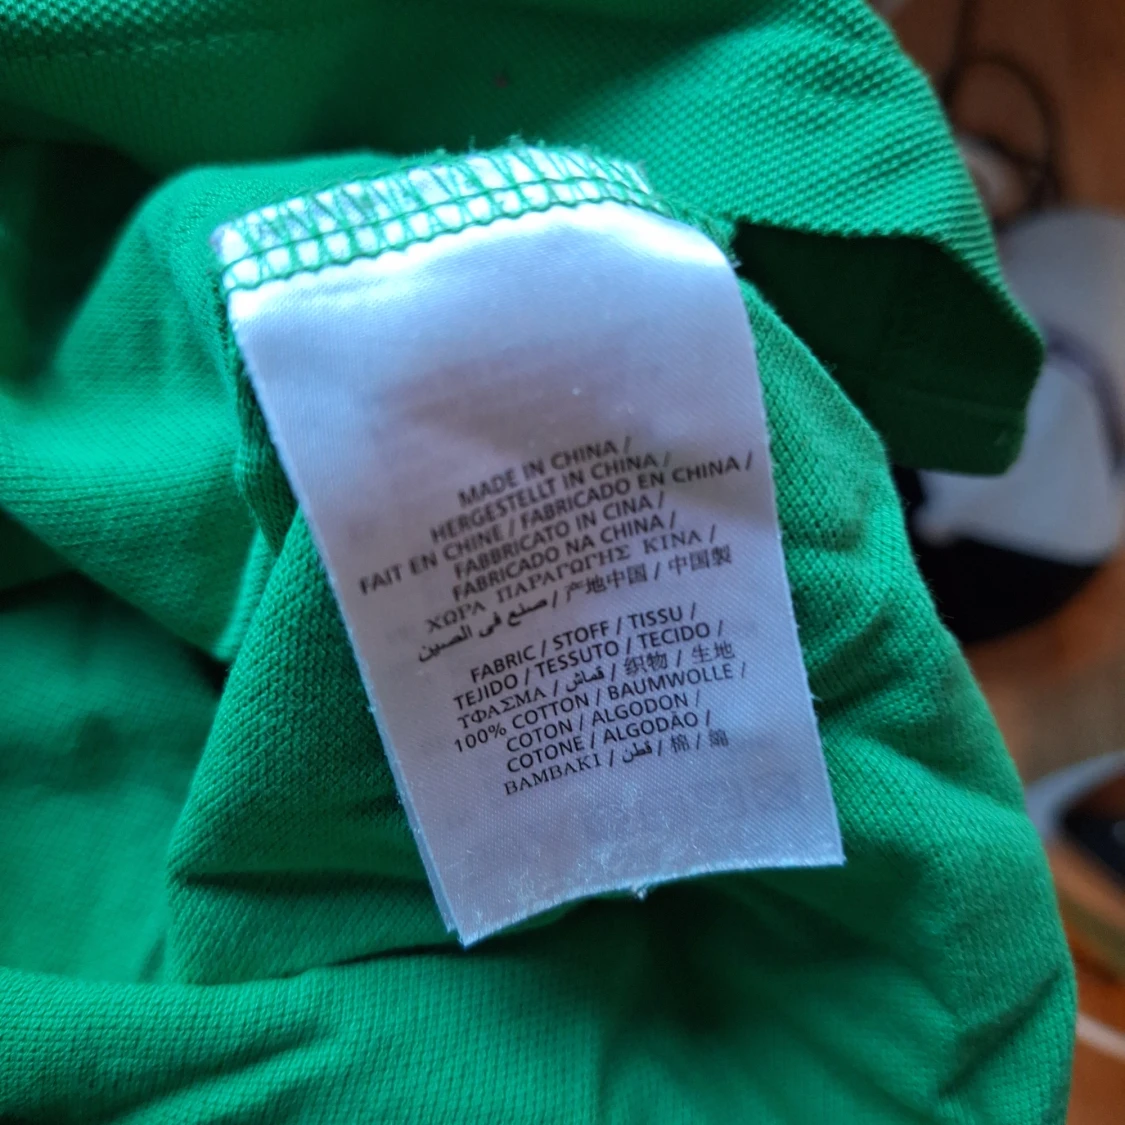 MADE IN CHINA /
HERGESTELLT IN CHINA /
FAIT EN CHINE / FABRICADO EN CHINA /
FABBRICATO IN CINA /
FABRICADO NA CHINA /
ΧΩΡΑ ΠΑΡΑΓΩΓΗΣ ΚΙΝΑ /
صنع في الصين / 产地中国 / 中国製
FABRIC / STOFF / TISSU /
TEJIDO / TESSUTO / TECIDO /
ΤΦΑΣΜΑ / قماش / 织物 / 生地
100% COTTON / BAUMWOLLE /
COTON / ALGODON /
COTONE / ALGODÃO /
ΒΑΜΒΑΚΙ / قطن / 棉 / 綿